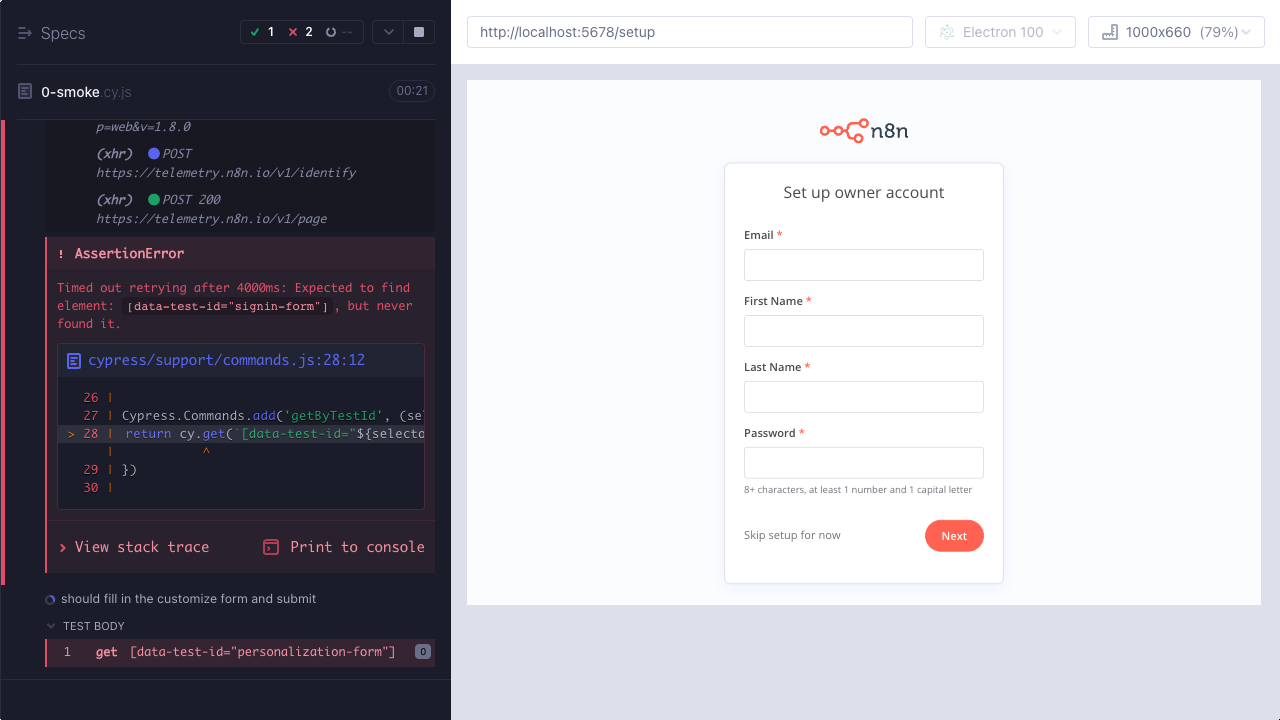 Specs
1
2
--
0-smoke.cy.js
00:21
p=web&v=1.8.0
(xhr) POST
https://telemetry.n8n.io/v1/identify
(xhr) POST 200
https://telemetry.n8n.io/v1/page
! AssertionError
Timed out retrying after 4000ms: Expected to find
element: [data-test-id="signin-form"], but never
found it.
cypress/support/commands.js:28:12
26 |
27 | Cypress.Commands.add('getByTestId', (sel
> 28 | return cy.get(`[data-test-id="${selecto
| ^
29 | })
30 |
View stack trace
Print to console
should fill in the customize form and submit
TEST BODY
1 get [data-test-id="personalization-form"] 0
http://localhost:5678/setup
Electron 100
1000x660 (79%)
n8n
Set up owner account
Email *
First Name *
Last Name *
Password *
8+ characters, at least 1 number and 1 capital letter
Skip setup for now
Next